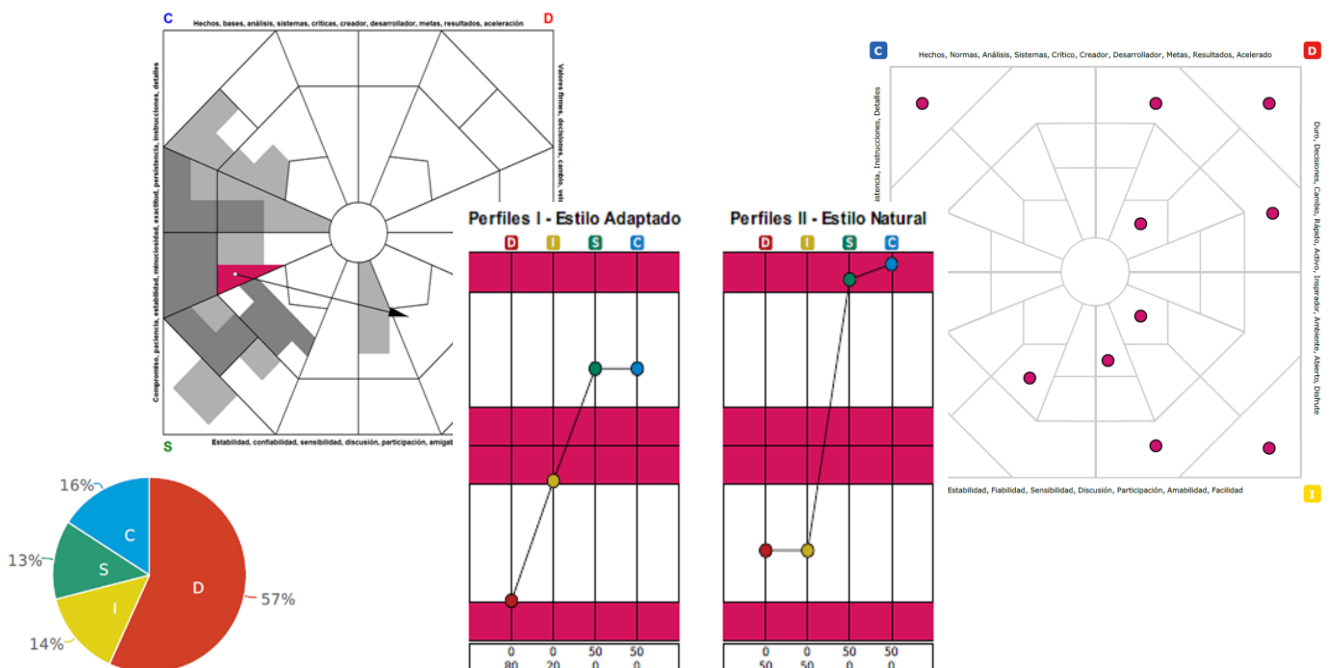 C
Hechos, bases, análisis, sistemas, críticas, creador, desarrollador, metas, resultados, aceleración
D
Compromiso, paciencia, estabilidad, minuciosidad, exactitud, persistencia, instrucciones, detalles
Valores firmes, decisiones, cambio,
S
Estabilidad, confiabilidad, sensibilidad, discusión, participación,
C
Hechos, Normas, Análisis, Sistemas, Crítico, Creador, Desarrollador, Metas, Resultados, Acelerado
D
Instrucciones, Detalles
Duro, Decisiones, Cambio, Rápido, Activo, Inspirador, Ambiente, Abierto, Disfrute
Estabilidad, Fiabilidad, Sensibilidad, Discusión, Participación, Amabilidad, Facilidad
I
Perfiles I - Estilo Adaptado
D I S C
0 0 50 50
80 20 0 0
Perfiles II - Estilo Natural
D I S C
0 0 50 50
50 50 0 0
16%
C
13%
S
D
57%
I
14%